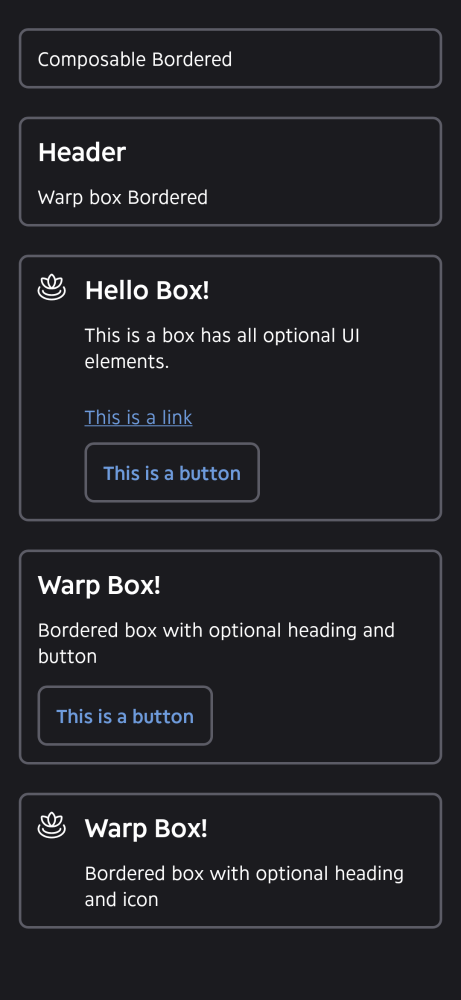 Composable Bordered
Header
Warp box Bordered
Hello Box!
This is a box has all optional UI
elements.
This is a link
This is a button
Warp Box!
Bordered box with optional heading and
button
This is a button
Warp Box!
Bordered box with optional heading
and icon